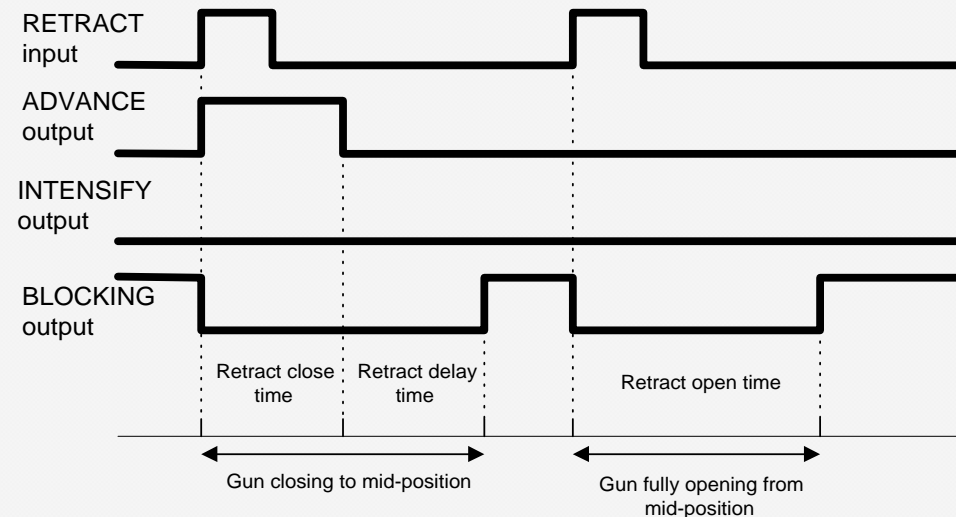 RETRACT
input
ADVANCE
output
INTENSIFY
output
BLOCKING
output
Retract close
time
Retract delay
time
Retract open time
Gun closing to mid-position
Gun fully opening from
mid-position